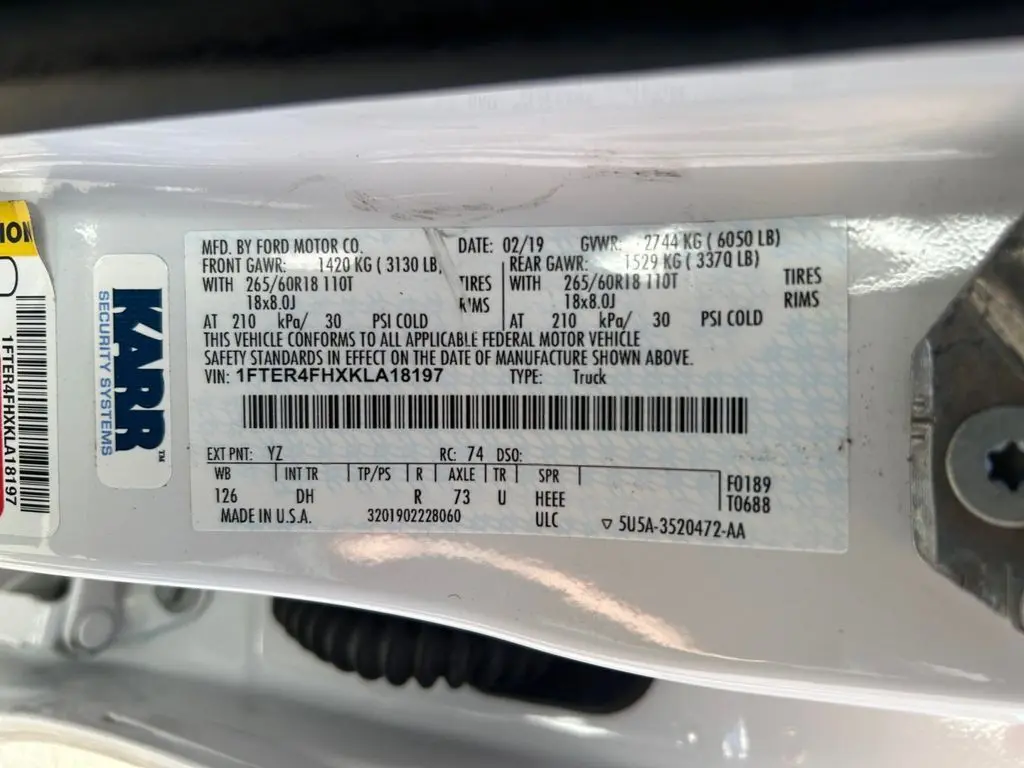 ION
1FTER4FHXKLA18197
KARR™
SECURITY SYSTEMS
MFD. BY FORD MOTOR CO. DATE: 02/19 GVWR: 2744 KG ( 6050 LB)
FRONT GAWR: 1420 KG ( 3130 LB) REAR GAWR: 1529 KG ( 3370 LB)
WITH 265/60R18 110T TIRES WITH 265/60R18 110T TIRES
18x8.0J RIMS 18x8.0J RIMS
AT 210 kPa/ 30 PSI COLD AT 210 kPa/ 30 PSI COLD
THIS VEHICLE CONFORMS TO ALL APPLICABLE FEDERAL MOTOR VEHICLE
SAFETY STANDARDS IN EFFECT ON THE DATE OF MANUFACTURE SHOWN ABOVE.
VIN: 1FTER4FHXKLA18197 TYPE: Truck
EXT PNT: YZ RC: 74 DSO:
WB INT TR TP/PS R AXLE TR SPR
126 DH R 73 U HEEE F0189
T0688
MADE IN U.S.A. 3201902228060 ULC ▽ 5U5A-3520472-AA